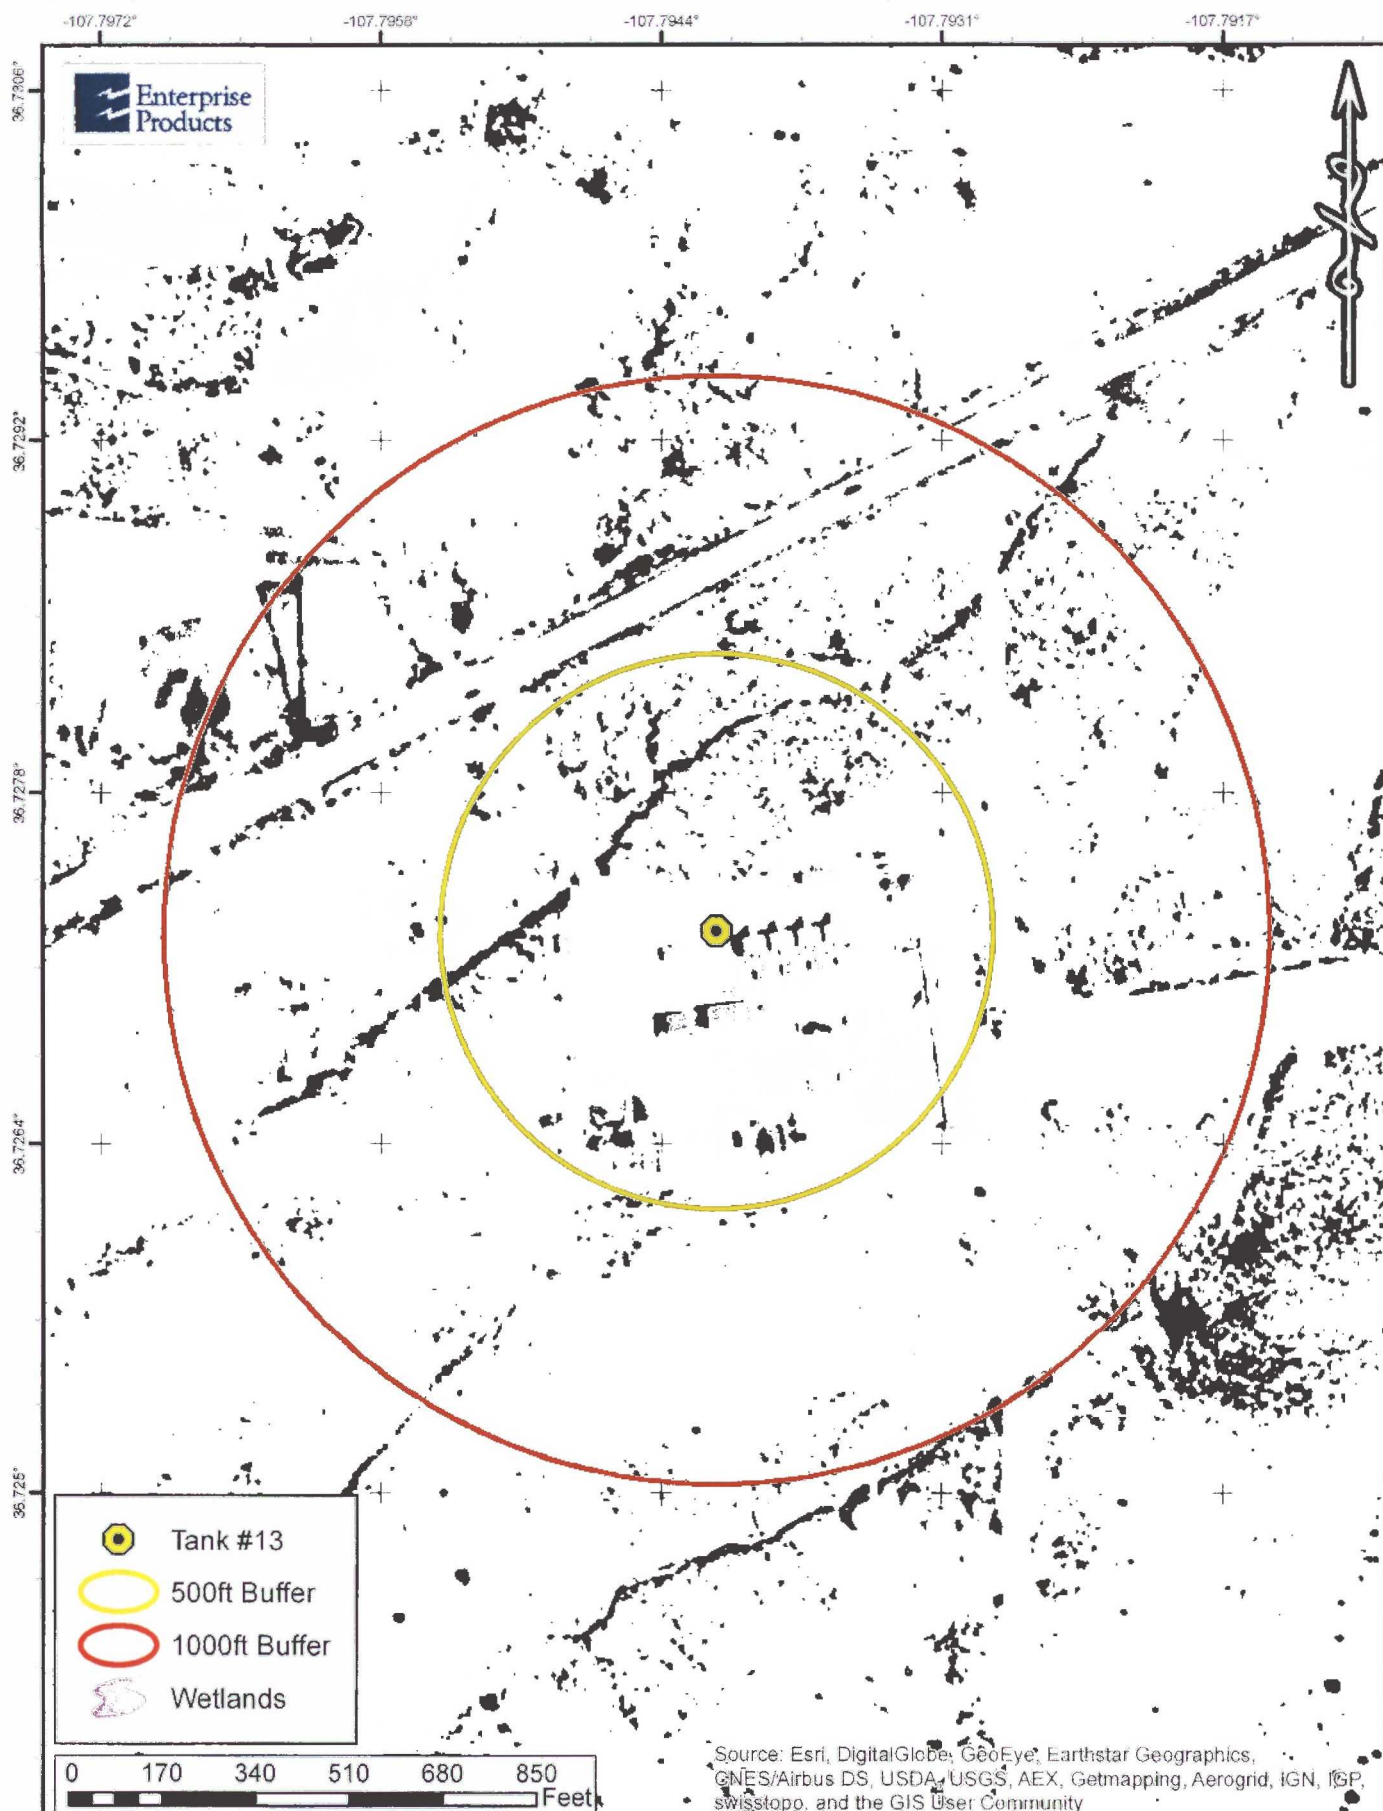 -107.7972° -107.7958° -107.7944° -107.7931° -107.7917°
Enterprise
Products
36.7306°
36.7292°
36.7278°
36.7264°
36.725°
Tank #13
500ft Buffer
1000ft Buffer
Wetlands
0 170 340 510 680 850
Feet
Source: Esri, DigitalGlobe, GeoEye, Earthstar Geographics,
CNES/Airbus DS, USDA, USGS, AEX, Getmapping, Aerogrid, IGN, IGP,
swisstopo, and the GIS User Community